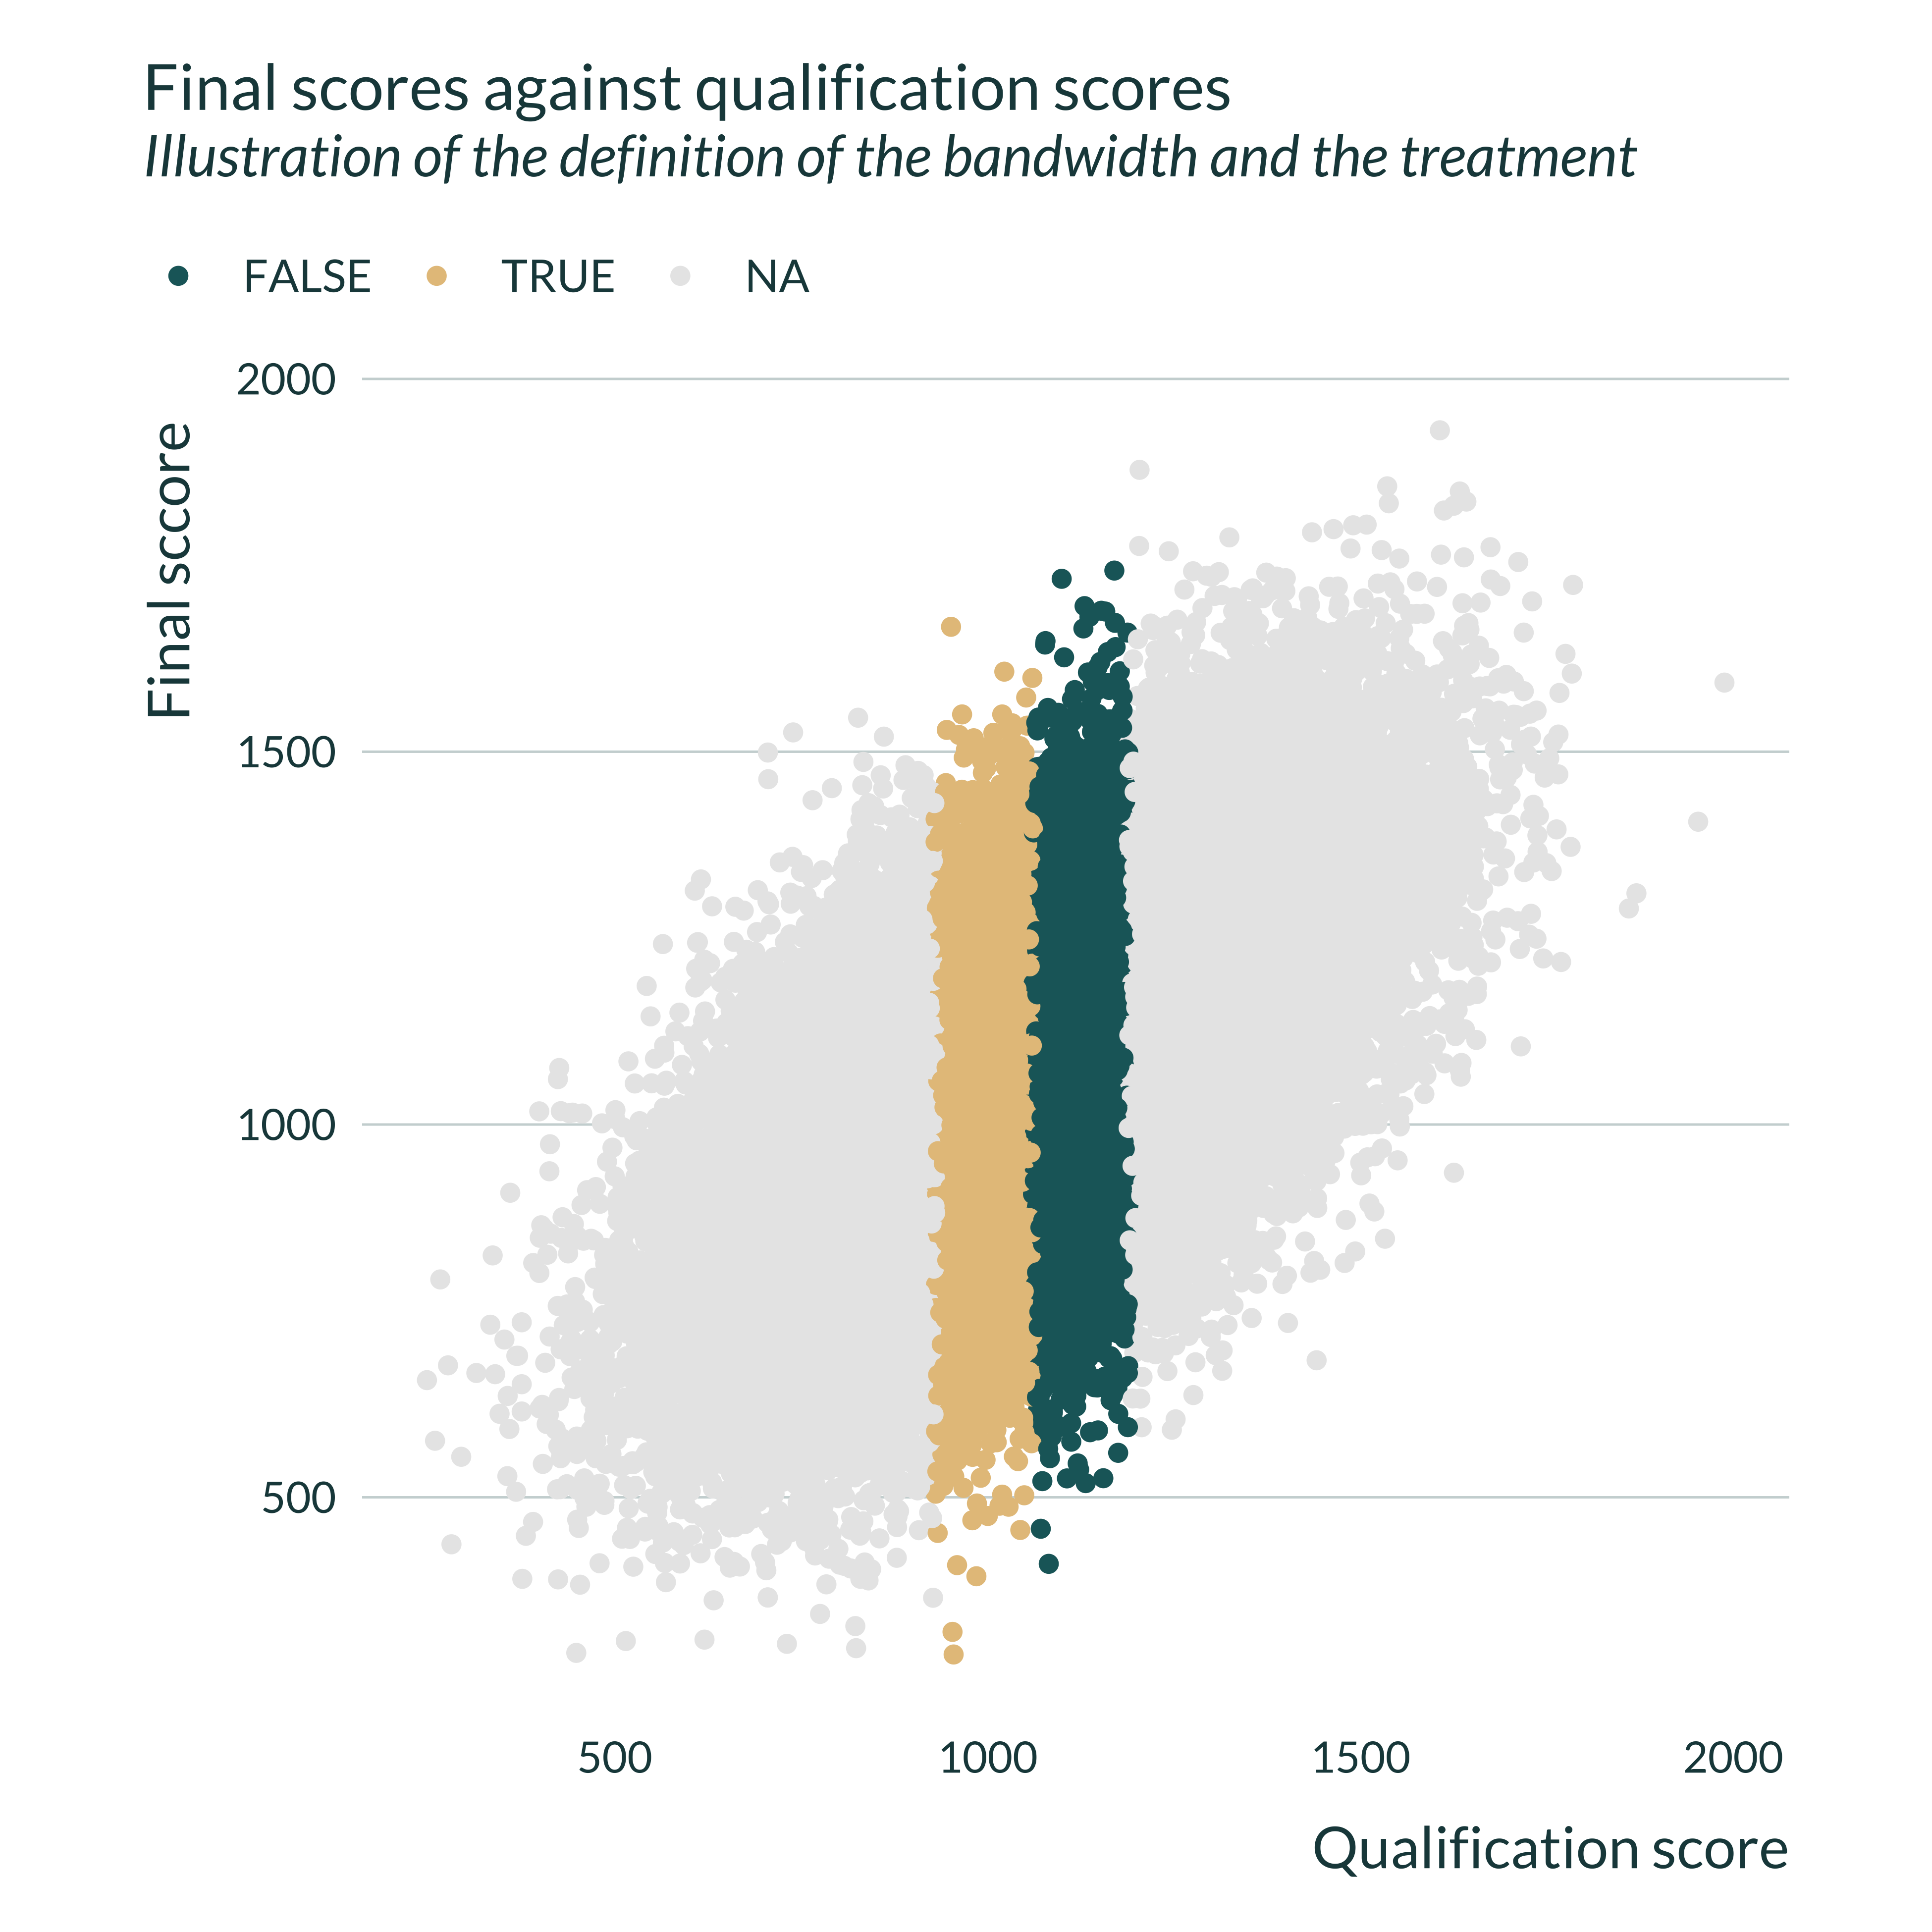 Final scores against qualification scores
Illlustration of the definition of the bandwidth and the treatment
FALSE TRUE NA
Final sccore
2000
1500
1000
500
500 1000 1500 2000
Qualification score